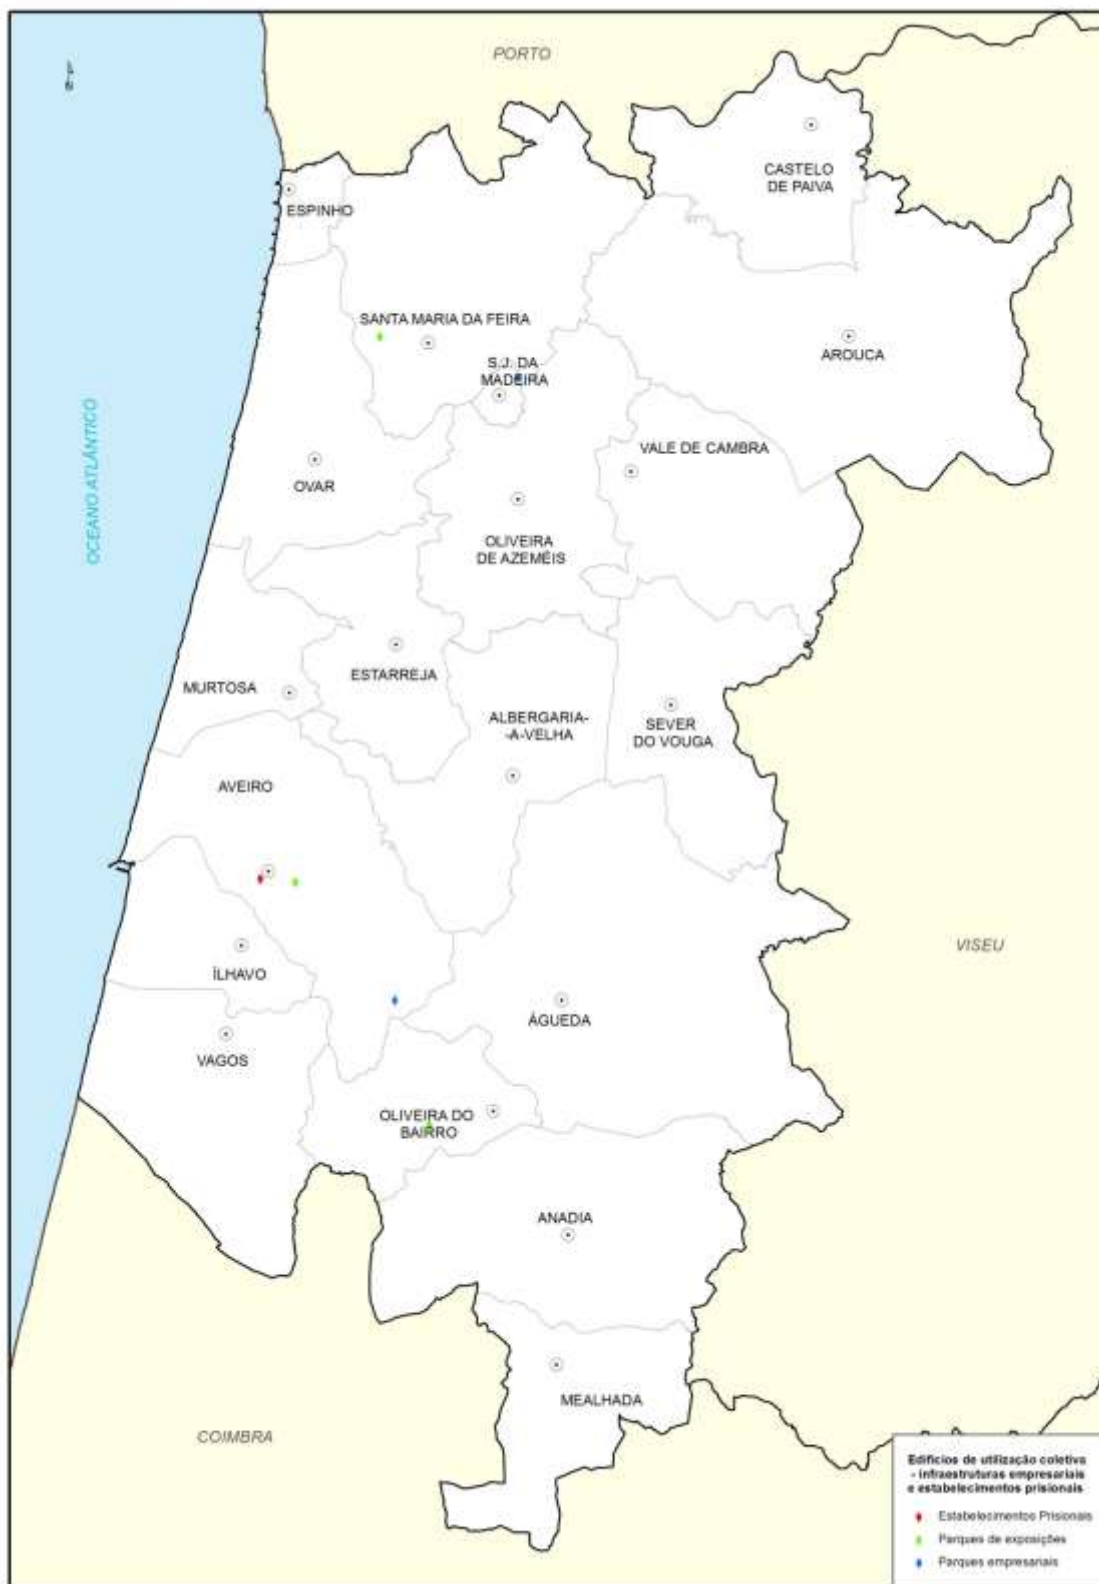 PORTO
CASTELO
DE PAIVA
ESPINHO
SANTA MARIA DA FEIRA
S.J. DA
MADEIRA
AROUCA
OCEANO ATLÂNTICO
VALE DE CAMBRA
OVAR
OLIVEIRA
DE AZEMÉIS
ESTARREJA
MURTOSA
ALBERGARIA-
-A-VELHA
SEVER
DO VOUGA
AVEIRO
VISEU
ÍLHAVO
ÁGUEDA
VAGOS
OLIVEIRA DO
BAIRRO
ANADIA
MEALHADA
COIMBRA
Edifícios de utilização coletiva
- infraestruturas empresariais
e estabelecimentos prisionais
Estabelecimentos Prisionais
Parques de exposições
Parques empresariais